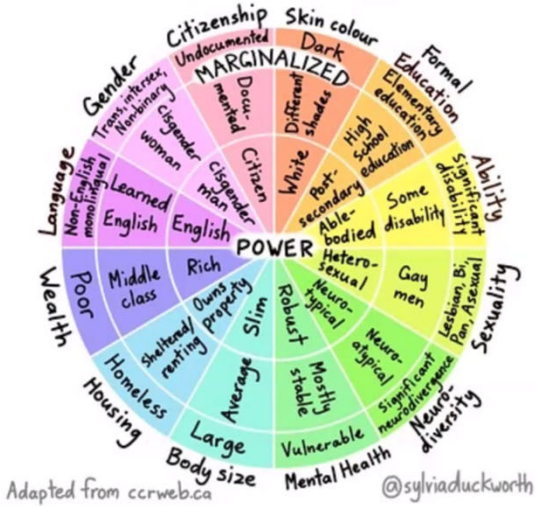 Citizenship
Undocumented
Docu-
mented
Citizen
Skin colour
Dark
Different
shades
White
Formal
Education
Elementary
education
High
school
education
Post-
secondary
Ability
Significant
disability
Some
disability
Able-
bodied
Sexuality
Lesbian, Bi,
Pan, Asexual
Gay
men
Hetero-
sexual
Neuro-
diversity
Significant
neurodivergence
Neuro-
atypical
Neuro-
typical
Mental Health
Vulnerable
Mostly
stable
Robust
Body size
Large
Average
Slim
Housing
Homeless
Sheltered/
renting
Owns
property
Wealth
Poor
Middle
class
Rich
Language
Non-English
monolingual
Learned
English
English
Gender
Trans, intersex,
Non-binary
Cisgender
woman
Cisgender
man
MARGINALIZED
POWER
Adapted from ccrweb.ca
@sylviaduckworth